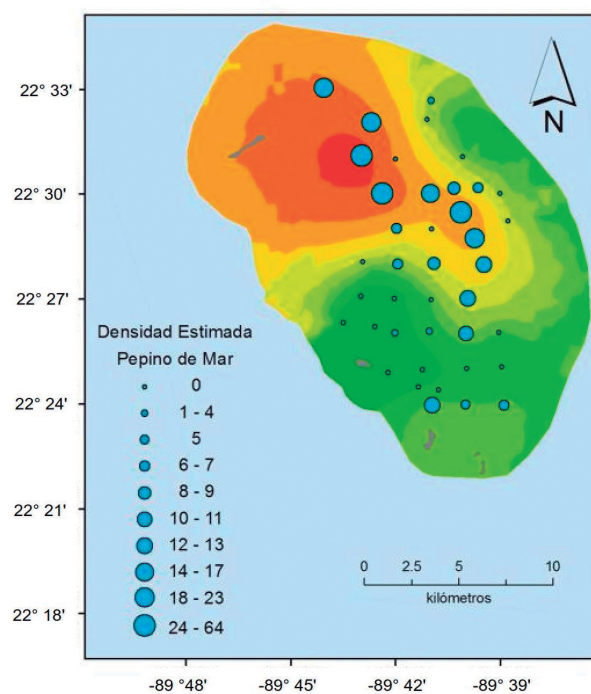 N
22° 33'
22° 30'
22° 27'
22° 24'
22° 21'
22° 18'
Densidad Estimada
Pepino de Mar
0
1 - 4
5
6 - 7
8 - 9
10 - 11
12 - 13
14 - 17
18 - 23
24 - 64
0 2.5 5 10
kilómetros
-89° 48' -89° 45' -89° 42' -89° 39'